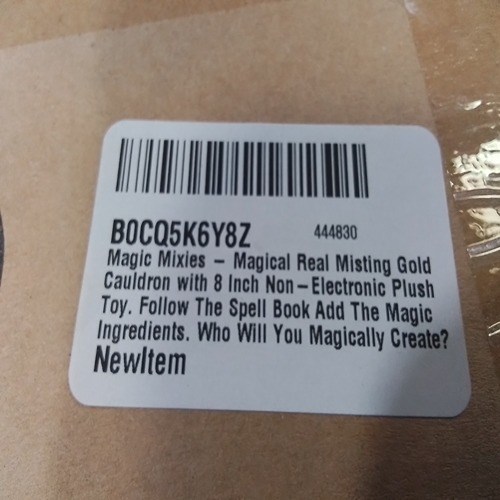 B0CQ5K6Y8Z 444830
Magic Mixies – Magical Real Misting Gold
Cauldron with 8 Inch Non–Electronic Plush
Toy. Follow The Spell Book Add The Magic
Ingredients. Who Will You Magically Create?
NewItem